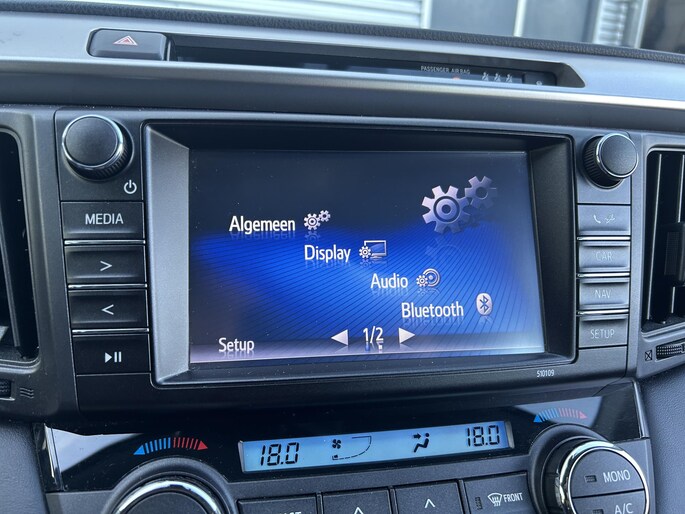 PASSENGER AIRBAG
MEDIA
>
<
Algemeen
Display
Audio
Bluetooth
Setup
1/2
CAR
NAV
SETUP
510109
18.0
18.0
FRONT
MONO
A/C